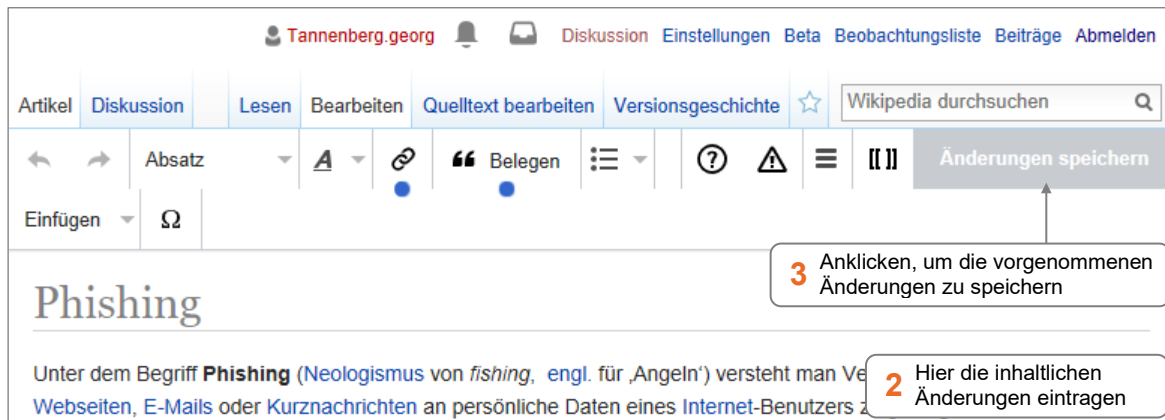 Tannenberg.georg Diskussion Einstellungen Beta Beobachtungsliste Beiträge Abmelden
Artikel Diskussion Lesen Bearbeiten Quelltext bearbeiten Versionsgeschichte Wikipedia durchsuchen
Absatz A Belegen [[ ]] Änderungen speichern
Einfügen Ω
3 Anklicken, um die vorgenommenen
Änderungen zu speichern
Phishing
Unter dem Begriff Phishing (Neologismus von fishing, engl. für ‚Angeln‘) versteht man
2 Hier die inhaltlichen
Änderungen eintragen
Webseiten, E-Mails oder Kurznachrichten an persönliche Daten eines Internet-Benutzers